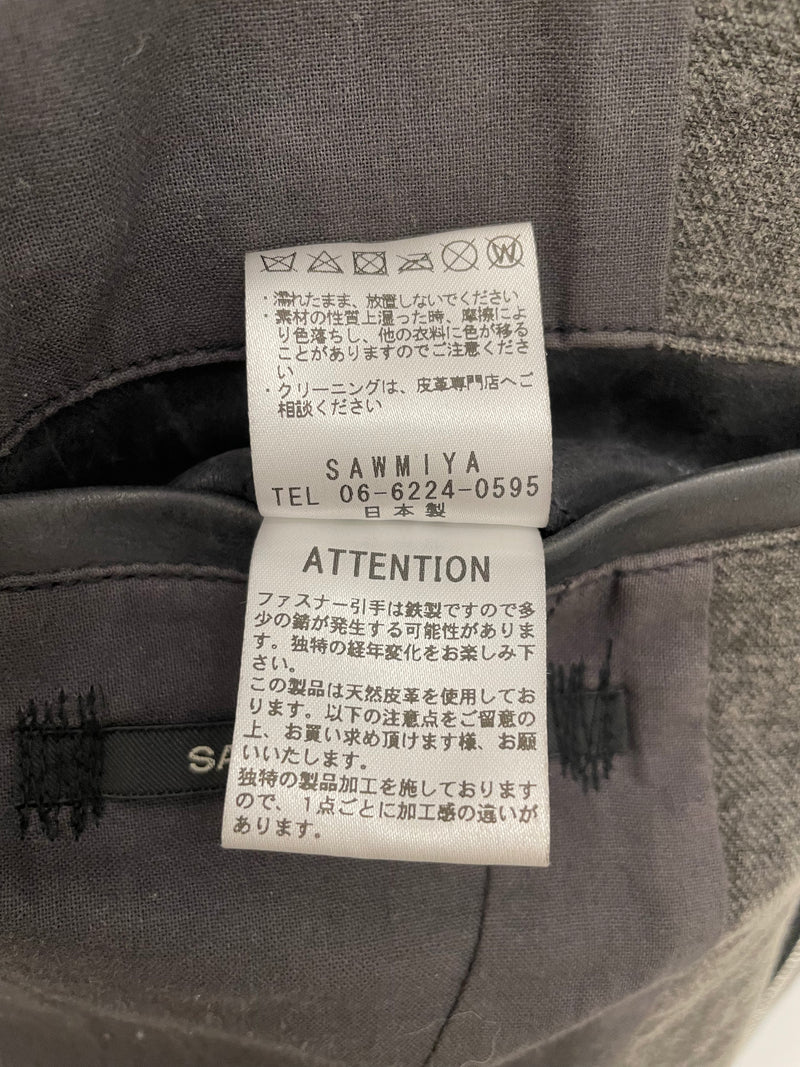 W
・濡れたまま、放置しないでください
・素材の性質上湿った時、摩擦によ
り色落ちし、他の衣料に色が移る
ことがありますのでご注意くださ
い
・クリーニングは、皮革専門店へご
相談ください
SAWMIYA
TEL 06-6224-0595
日本製
ATTENTION
ファスナー引手は鉄製ですので多
少の錆が発生する可能性がありま
す。独特の経年変化をお楽しみ下
さい。
この製品は天然皮革を使用してお
ります。以下の注意点をご留意の
上、お買い求め頂けます様、お願
いいたします。
独特の製品加工を施しております
ので、１点ごとに加工感の違いが
あります。
SA